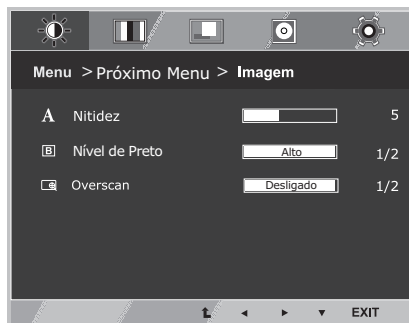 Menu > Próximo Menu > Imagem
A Nitidez 5
B Nível de Preto Alto 1/2
Overscan Desligado 1/2
EXIT